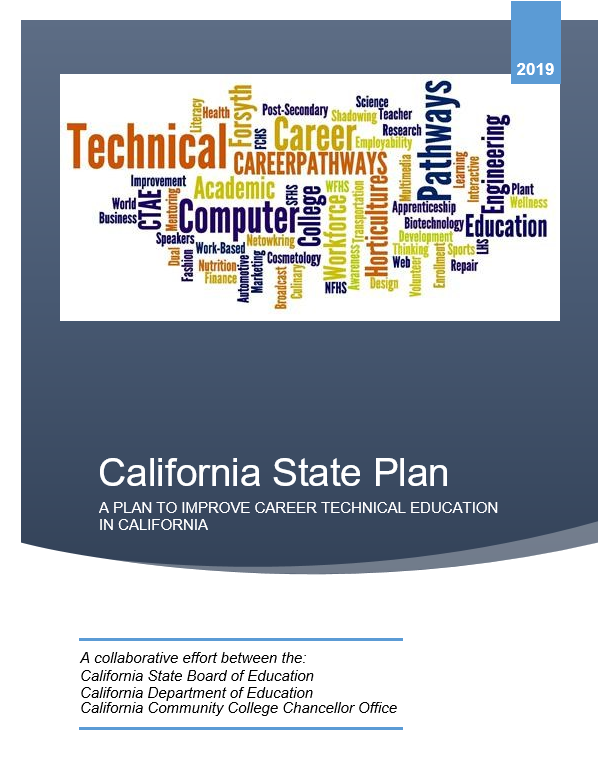 2019
Literacy
Health
Forsyth
FCHS
Post-Secondary
Science
Shadowing
Teacher
Research
Career
Employability
Pathways
Technical
CAREERPATHWAYS
Multimedia
Learning
Interactive
Engineering
Improvement
Academic
SFHS
College
WFHS
Workforce
Transportation
Horticultures
Plant
Wellness
World
Business
CTAE
Mentoring
Computer
Apprenticeship
Biotechnology
Education
Speakers
Work-Based
Netowkring
Development
Thinking
Sports
LHS
Dual
Fashion
Nutrition
Finance
Automotive
Marketing
Cosmetology
Broadcast
Culinary
NFHS
Awareness
Design
Web
Volunteer
Enrollment
Repair
California State Plan
A PLAN TO IMPROVE CAREER TECHNICAL EDUCATION
IN CALIFORNIA
A collaborative effort between the:
California State Board of Education
California Department of Education
California Community College Chancellor Office